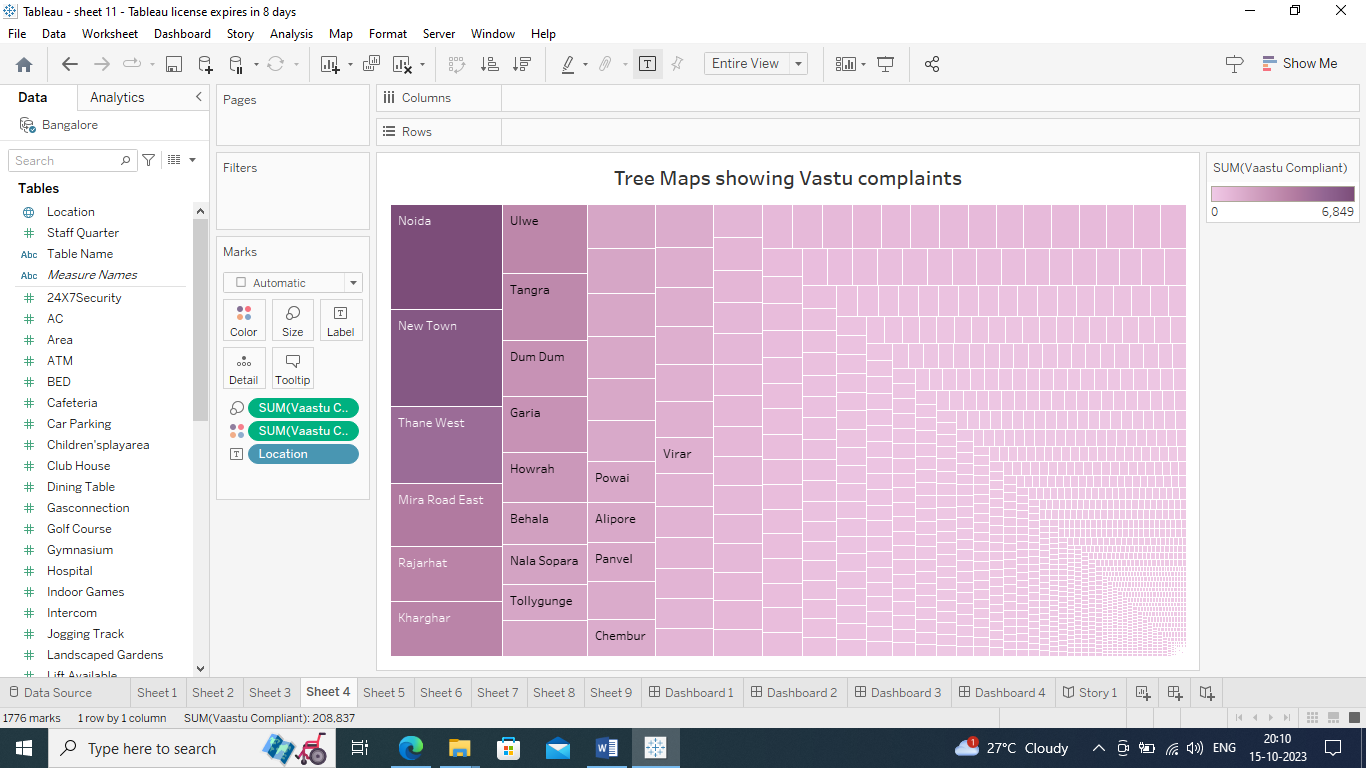 Tableau - sheet 11 - Tableau license expires in 8 days
File Data Worksheet Dashboard Story Analysis Map Format Server Window Help
Entire View
Show Me
Data Analytics
Bangalore
Search
Tables
Location
Staff Quarter
Abc Table Name
Abc Measure Names
24X7Security
AC
Area
ATM
BED
Cafeteria
Car Parking
Children'splayarea
Club House
Dining Table
Gasconnection
Golf Course
Gymnasium
Hospital
Indoor Games
Intercom
Jogging Track
Landscaped Gardens
Lift Available
Pages
Filters
Marks
Automatic
Color Size Label
Detail Tooltip
SUM(Vaastu C..
SUM(Vaastu C..
Location
Columns
Rows
Tree Maps showing Vastu complaints
Noida
New Town
Thane West
Mira Road East
Rajarhat
Kharghar
Ulwe
Tangra
Dum Dum
Garia
Howrah
Behala
Nala Sopara
Tollygunge
Powai
Alipore
Panvel
Chembur
Virar
SUM(Vaastu Compliant)
0 6,849
Data Source Sheet 1 Sheet 2 Sheet 3 Sheet 4 Sheet 5 Sheet 6 Sheet 7 Sheet 8 Sheet 9 Dashboard 1 Dashboard 2 Dashboard 3 Dashboard 4 Story 1
1776 marks 1 row by 1 column SUM(Vaastu Compliant): 208,837
Type here to search
1
27°C Cloudy
ENG
20:10
15-10-2023